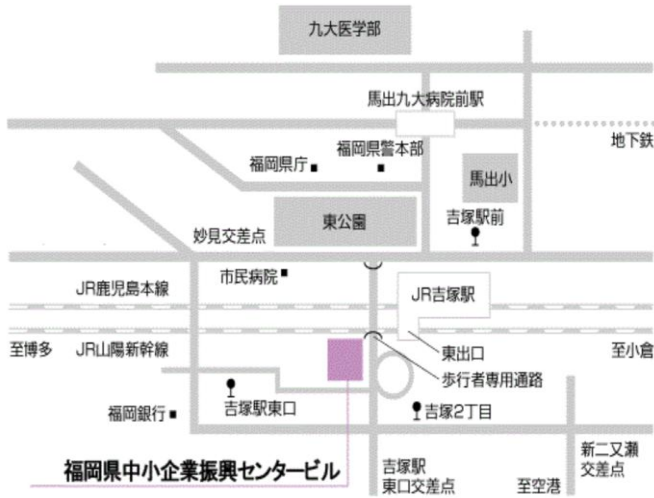 九大医学部
馬出九大病院前駅
地下鉄
福岡県警本部
福岡県庁
馬出小
東公園
吉塚駅前
妙見交差点
市民病院
JR鹿児島本線
JR吉塚駅
至博多
JR山陽新幹線
東出口
至小倉
歩行者専用通路
吉塚駅東口
吉塚2丁目
福岡銀行
福岡県中小企業振興センタービル
吉塚駅
東口交差点
至空港
新二又瀬
交差点